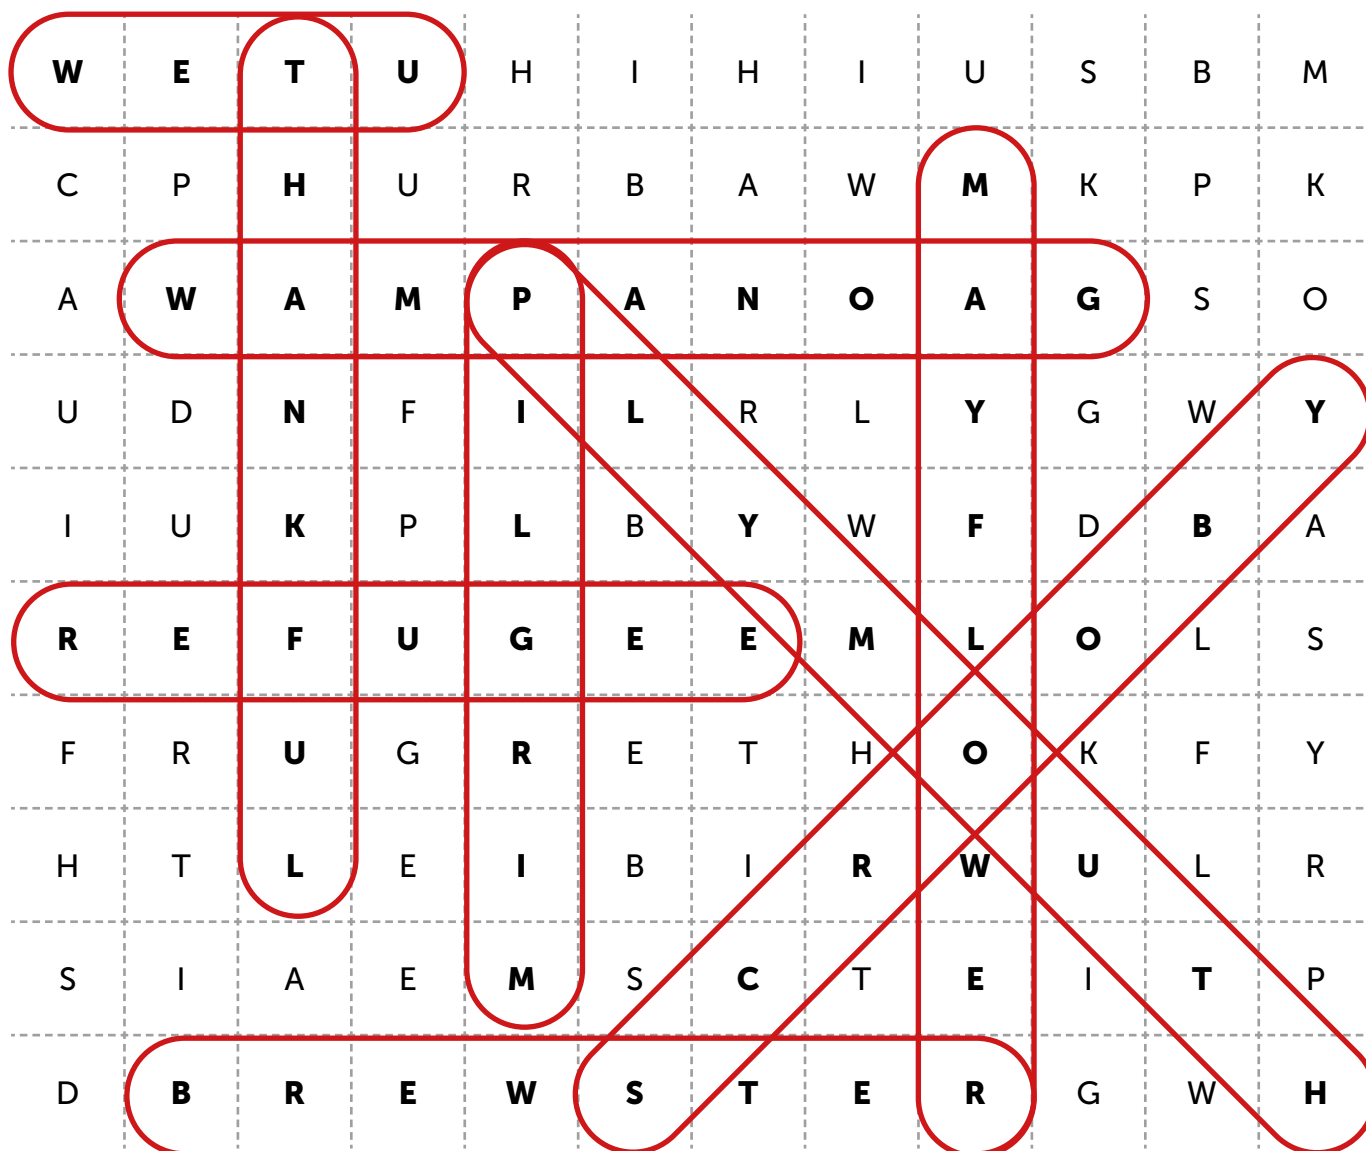 W E T U H I H I U S B M
C P H U R B A W M K P K
A W A M P A N O A G S O
U D N F I L R L Y G W Y
I U K P L B Y W F D B A
R E F U G E E M L O L S
F R U G R E T H O K F Y
H T L E I B I R W U L R
S I A E M S C T E I T P
D B R E W S T E R G W H